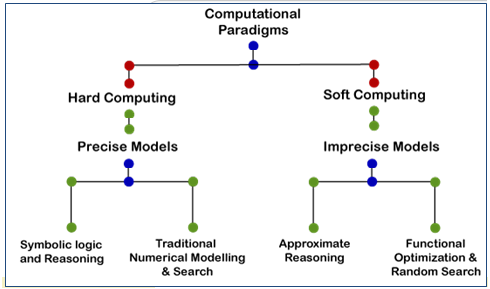 Computational
Paradigms
Hard Computing
Soft Computing
Precise Models
Imprecise Models
Symbolic logic
and Reasoning
Traditional
Numerical Modelling
& Search
Approximate
Reasoning
Functional
Optimization &
Random Search